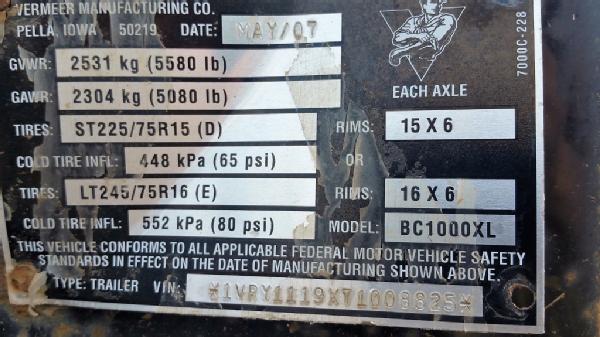 VERMEER MANUFACTURING CO.
PELLA, IOWA 50219 DATE: MAY/07
GVWR: 2531 kg (5580 lb)
GAWR: 2304 kg (5080 lb) EACH AXLE
TIRES: ST225/75R15 (D) RIMS: 15 X 6
COLD TIRE INFL: 448 kPa (65 psi) OR
TIRES: LT245/75R16 (E) RIMS: 16 X 6
COLD TIRE INFL: 552 kPa (80 psi) MODEL: BC1000XL
THIS VEHICLE CONFORMS TO ALL APPLICABLE FEDERAL MOTOR VEHICLE SAFETY
STANDARDS IN EFFECT ON THE DATE OF MANUFACTURING SHOWN ABOVE.
TYPE: TRAILER VIN: *1VRY1119X71008825*
7000C-228